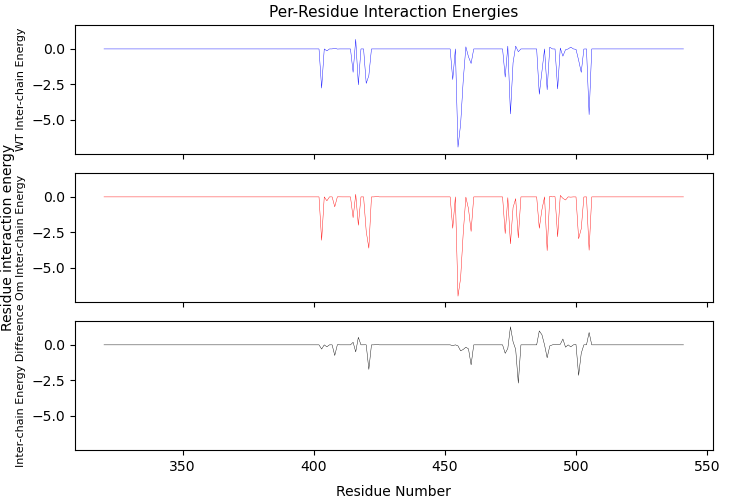 Per-Residue Interaction Energies
WT Inter-chain Energy
0.0
−2.5
−5.0
Residue interaction energy
Om Inter-chain Energy
0.0
−2.5
−5.0
Inter-chain Energy Difference
0.0
−2.5
−5.0
350 400 450 500 550
Residue Number